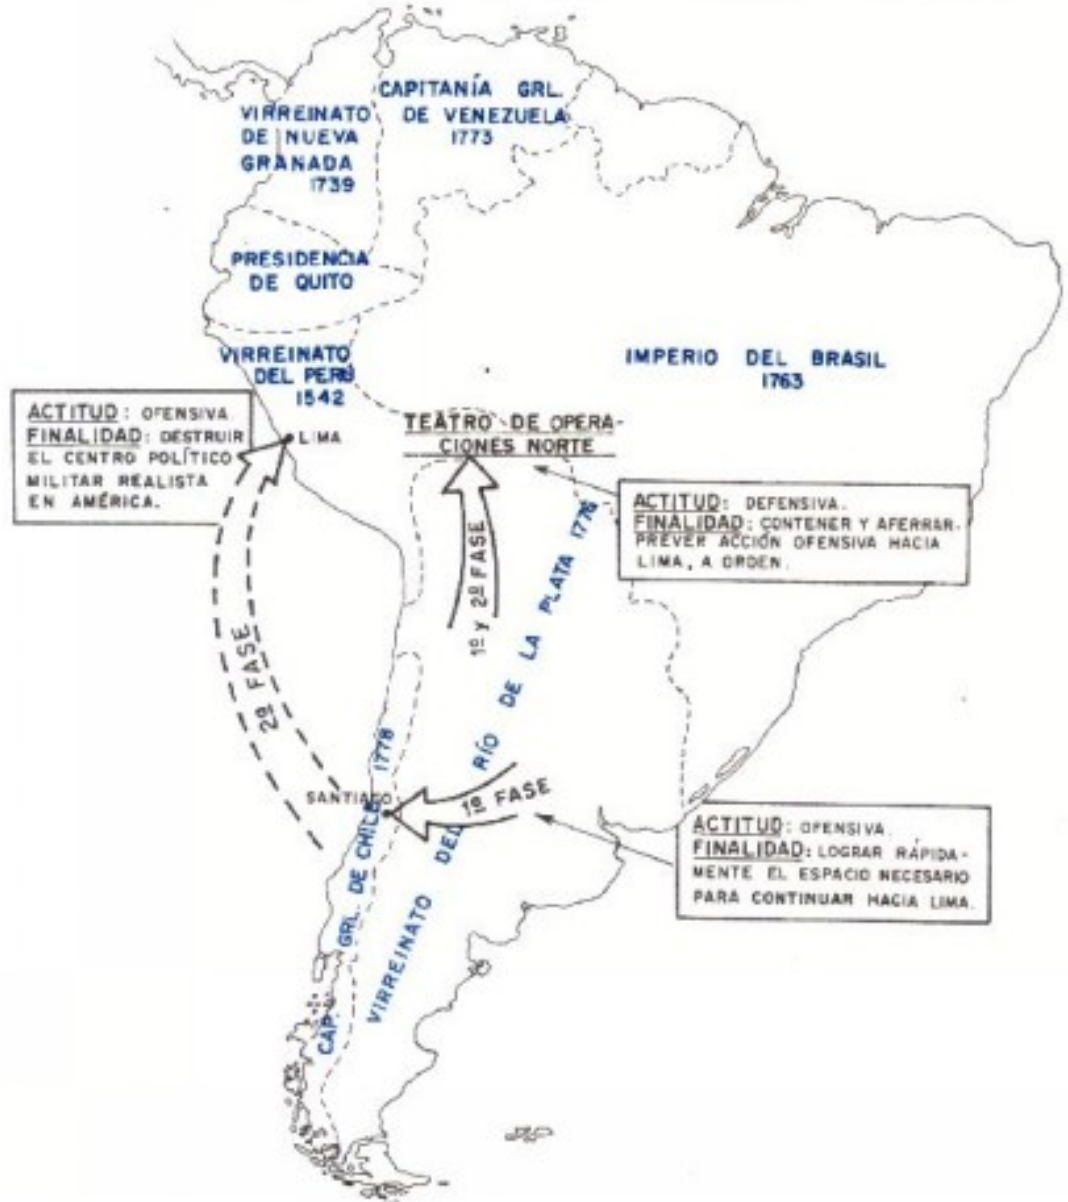 CAPITANÍA GRL.
DE VENEZUELA
1773
VIRREINATO
DE NUEVA
GRANADA
1739
PRESIDENCIA
DE QUITO
VIRREINATO
DEL PERÚ
1542
IMPERIO DEL BRASIL
1763
ACTITUD: OFENSIVA.
FINALIDAD: DESTRUIR
EL CENTRO POLÍTICO
MILITAR REALISTA
EN AMÉRICA.
LIMA
TEATRO DE OPERA-
CIONES NORTE
ACTITUD: DEFENSIVA.
FINALIDAD: CONTENER Y AFERRAR.
PREVER ACCIÓN OFENSIVA HACIA
LIMA, A ORDEN.
1º y 2º FASE
2º FASE
VIRREINATO DEL RÍO DE LA PLATA 1776
SANTIAGO
1º FASE
CAP. GRL. DE CHILE 1778
ACTITUD: OFENSIVA.
FINALIDAD: LOGRAR RÁPIDA-
MENTE EL ESPACIO NECESARIO
PARA CONTINUAR HACIA LIMA.